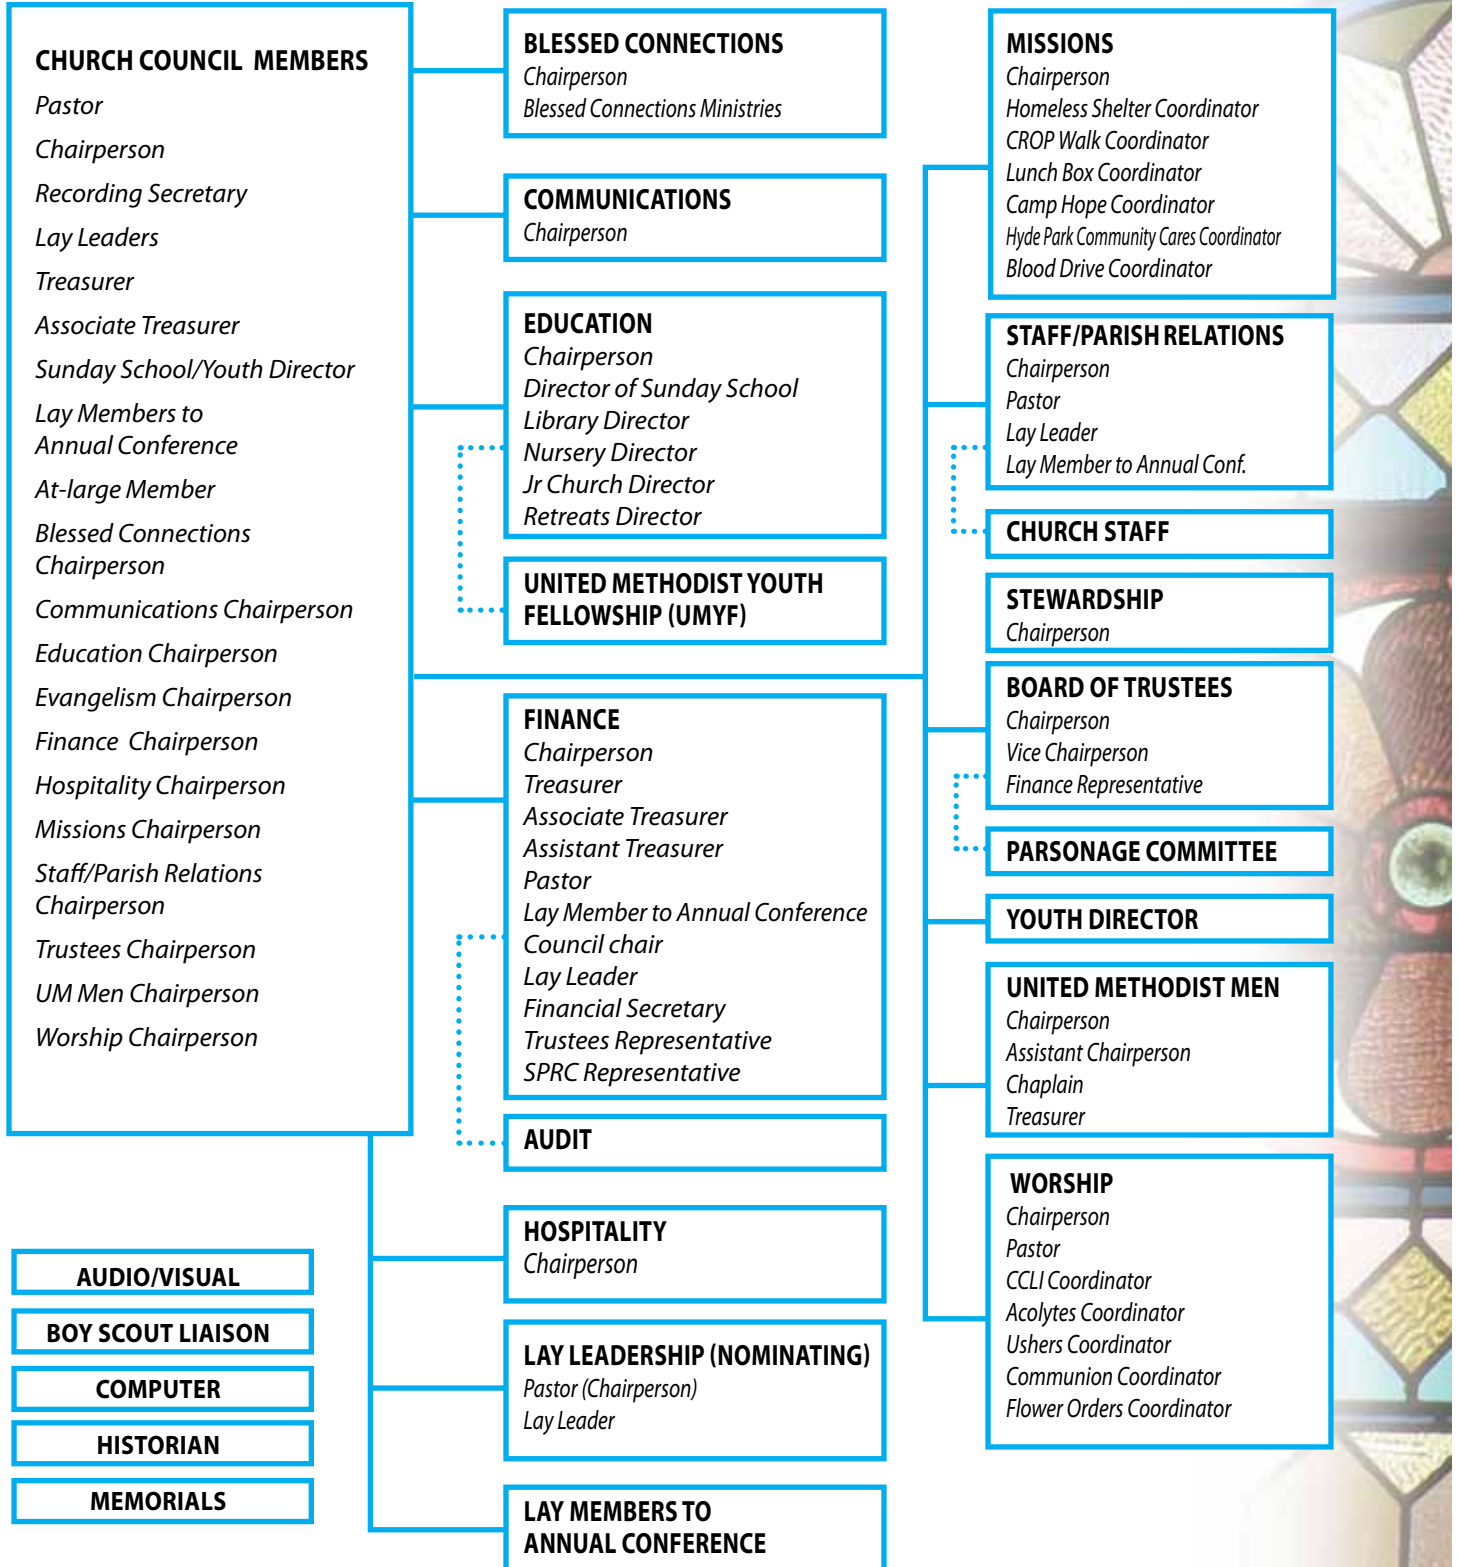 CHURCH COUNCIL MEMBERS
Pastor
Chairperson
Recording Secretary
Lay Leaders
Treasurer
Associate Treasurer
Sunday School/Youth Director
Lay Members to
Annual Conference
At-large Member
Blessed Connections
Chairperson
Communications Chairperson
Education Chairperson
Evangelism Chairperson
Finance Chairperson
Hospitality Chairperson
Missions Chairperson
Staff/Parish Relations
Chairperson
Trustees Chairperson
UM Men Chairperson
Worship Chairperson
AUDIO/VISUAL
BOY SCOUT LIAISON
COMPUTER
HISTORIAN
MEMORIALS
BLESSED CONNECTIONS
Chairperson
Blessed Connections Ministries
COMMUNICATIONS
Chairperson
EDUCATION
Chairperson
Director of Sunday School
Library Director
Nursery Director
Jr Church Director
Retreats Director
UNITED METHODIST YOUTH
FELLOWSHIP (UMYF)
FINANCE
Chairperson
Treasurer
Associate Treasurer
Assistant Treasurer
Pastor
Lay Member to Annual Conference
Council chair
Lay Leader
Financial Secretary
Trustees Representative
SPRC Representative
AUDIT
HOSPITALITY
Chairperson
LAY LEADERSHIP (NOMINATING)
Pastor (Chairperson)
Lay Leader
LAY MEMBERS TO
ANNUAL CONFERENCE
MISSIONS
Chairperson
Homeless Shelter Coordinator
CROP Walk Coordinator
Lunch Box Coordinator
Camp Hope Coordinator
Hyde Park Community Cares Coordinator
Blood Drive Coordinator
STAFF/PARISH RELATIONS
Chairperson
Pastor
Lay Leader
Lay Member to Annual Conf.
CHURCH STAFF
STEWARDSHIP
Chairperson
BOARD OF TRUSTEES
Chairperson
Vice Chairperson
Finance Representative
PARSONAGE COMMITTEE
YOUTH DIRECTOR
UNITED METHODIST MEN
Chairperson
Assistant Chairperson
Chaplain
Treasurer
WORSHIP
Chairperson
Pastor
CCLI Coordinator
Acolytes Coordinator
Ushers Coordinator
Communion Coordinator
Flower Orders Coordinator